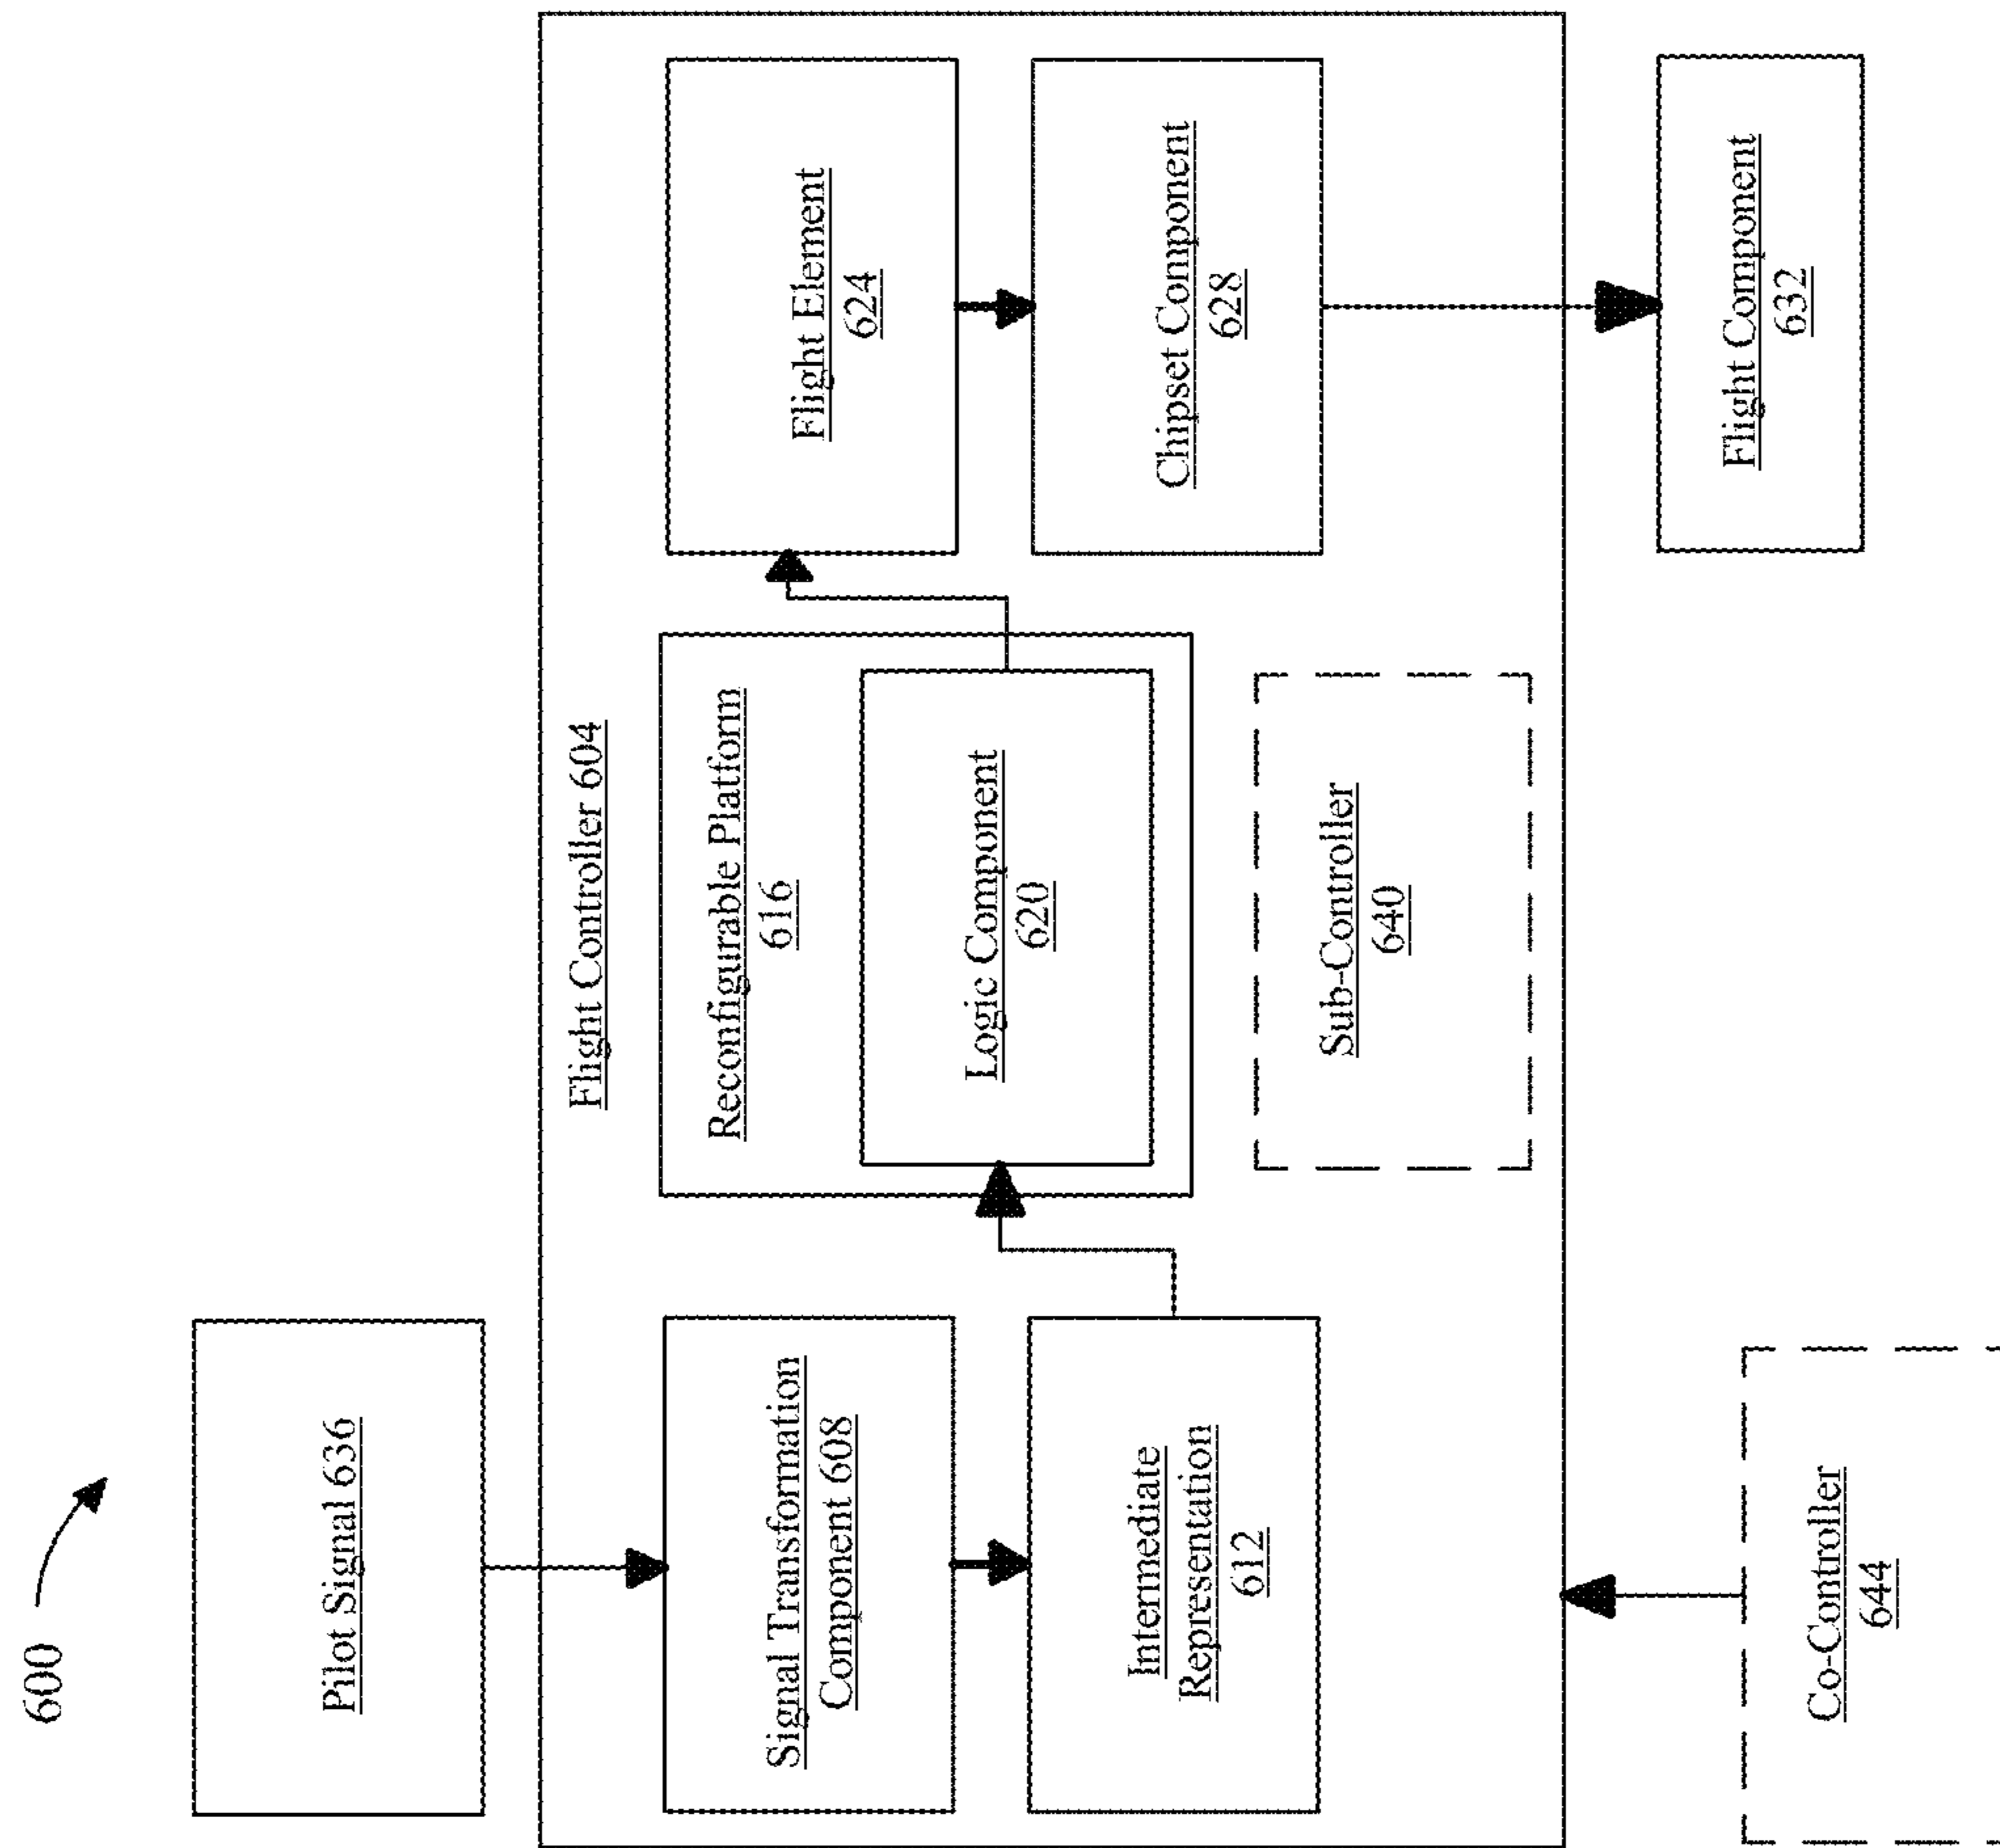 600
Pilot Signal 636
Flight Controller 604
Signal Transformation
Component 608
Intermediate
Representation
612
Reconfigurable Platform
616
Logic Component
620
Sub-Controller
640
Flight Element
624
Chipset Component
628
Co-Controller
644
Flight Component
632